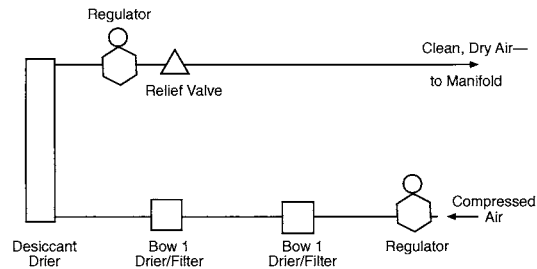 Regulator
Clean, Dry Air—
to Manifold
Relief Valve
Compressed
Air
Desiccant
Drier
Bow 1
Drier/Filter
Bow 1
Drier/Filter
Regulator